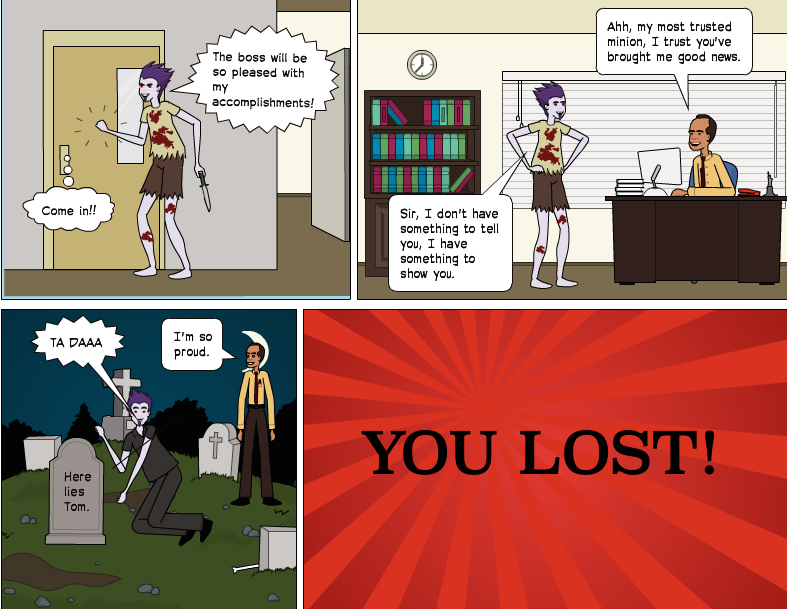 The boss will be
so pleased with
my
accomplishments!
Come in!!
Ahh, my most trusted
minion, I trust you've
brought me good news.
Sir, I don't have
something to tell
you, I have
something to
show you.
TA DAAA
I'm so
proud.
Here
lies
Tom.
YOU LOST!